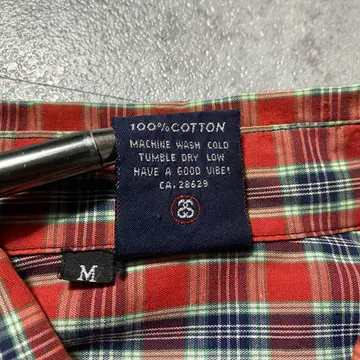 100%COTTON
MACHINE WASH COLD
TUMBLE DRY LOW
HAVE A GOOD VIBE!
CA.28629
M